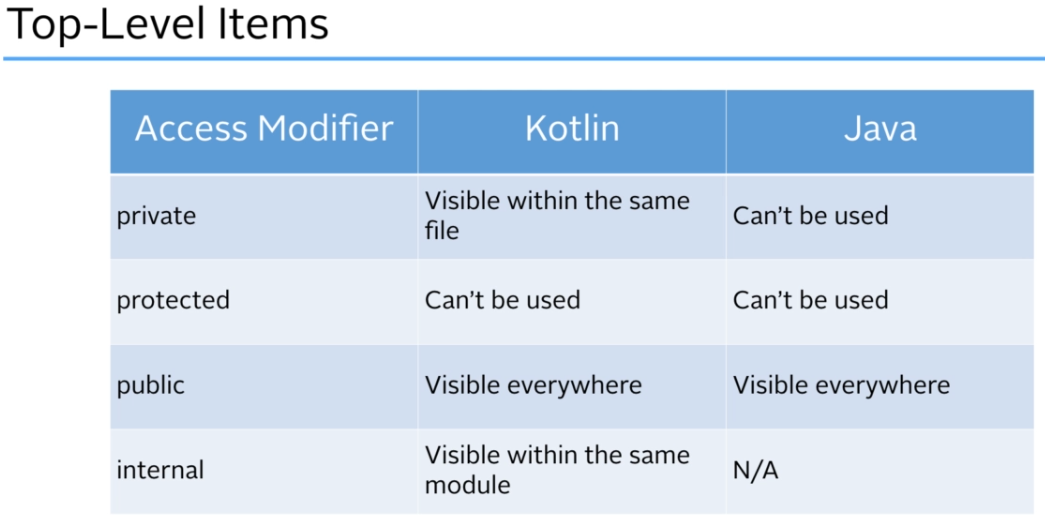 Top-Level Items
Access Modifier Kotlin Java
private Visible within the same file Can’t be used
protected Can’t be used Can’t be used
public Visible everywhere Visible everywhere
internal Visible within the same module N/A